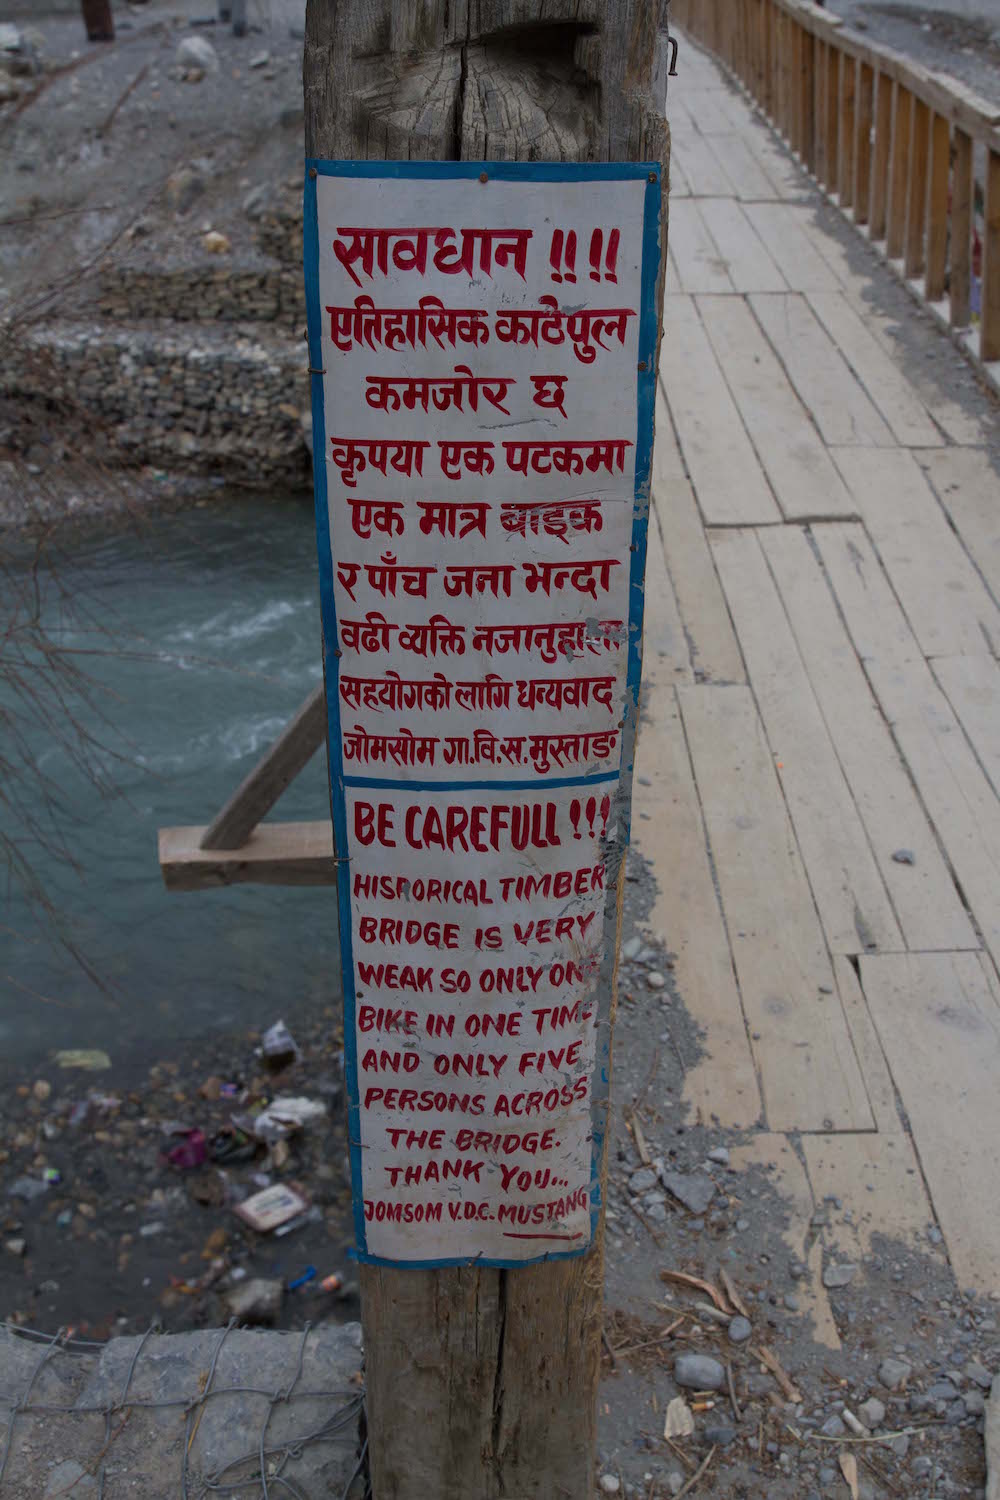 सावधान !! !!
एतिहासिक काठेपुल
कमजोर छ
कृपया एक पटकमा
एक मात्र बाइक
र पाँच जना भन्दा
वढी व्यक्ति नजानुहोला
सहयोगको लागि धन्यवाद
जोमसोम गा.वि.स.मुस्ताङ
BE CAREFULL !!!
HISRORICAL TIMBER
BRIDGE IS VERY
WEAK SO ONLY ONE
BIKE IN ONE TIME
AND ONLY FIVE
PERSONS ACROSS
THE BRIDGE.
THANK YOU...
JOMSOM V.D.C. MUSTANG